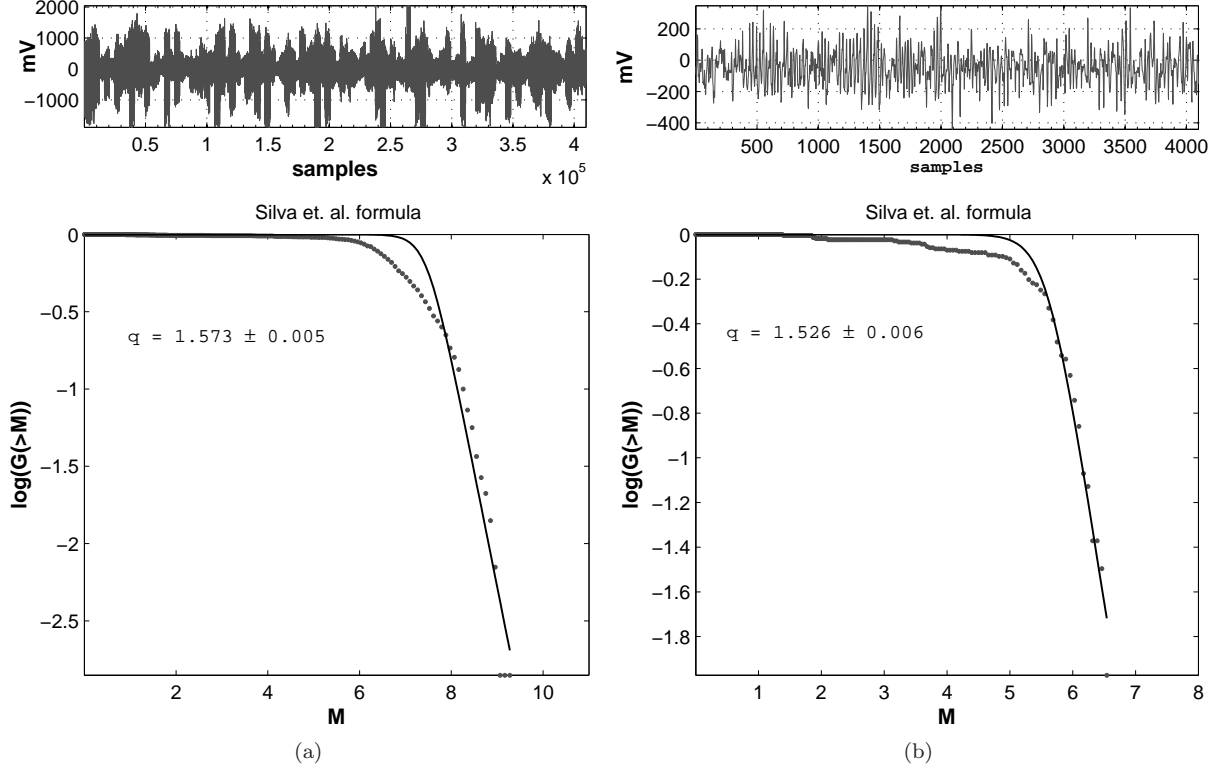 2000
1000
0
−1000
mV
0.5 1 1.5 2 2.5 3 3.5 4
samples
x 10^5
200
0
−200
−400
mV
500 1000 1500 2000 2500 3000 3500 4000
samples
Silva et. al. formula
0
−0.5
−1
−1.5
−2
−2.5
log(G(>M))
q = 1.573 ± 0.005
2 4 6 8 10
M
(a)
Silva et. al. formula
0
−0.2
−0.4
−0.6
−0.8
−1
−1.2
−1.4
−1.6
−1.8
log(G(>M))
q = 1.526 ± 0.006
1 2 3 4 5 6 7 8
M
(b)